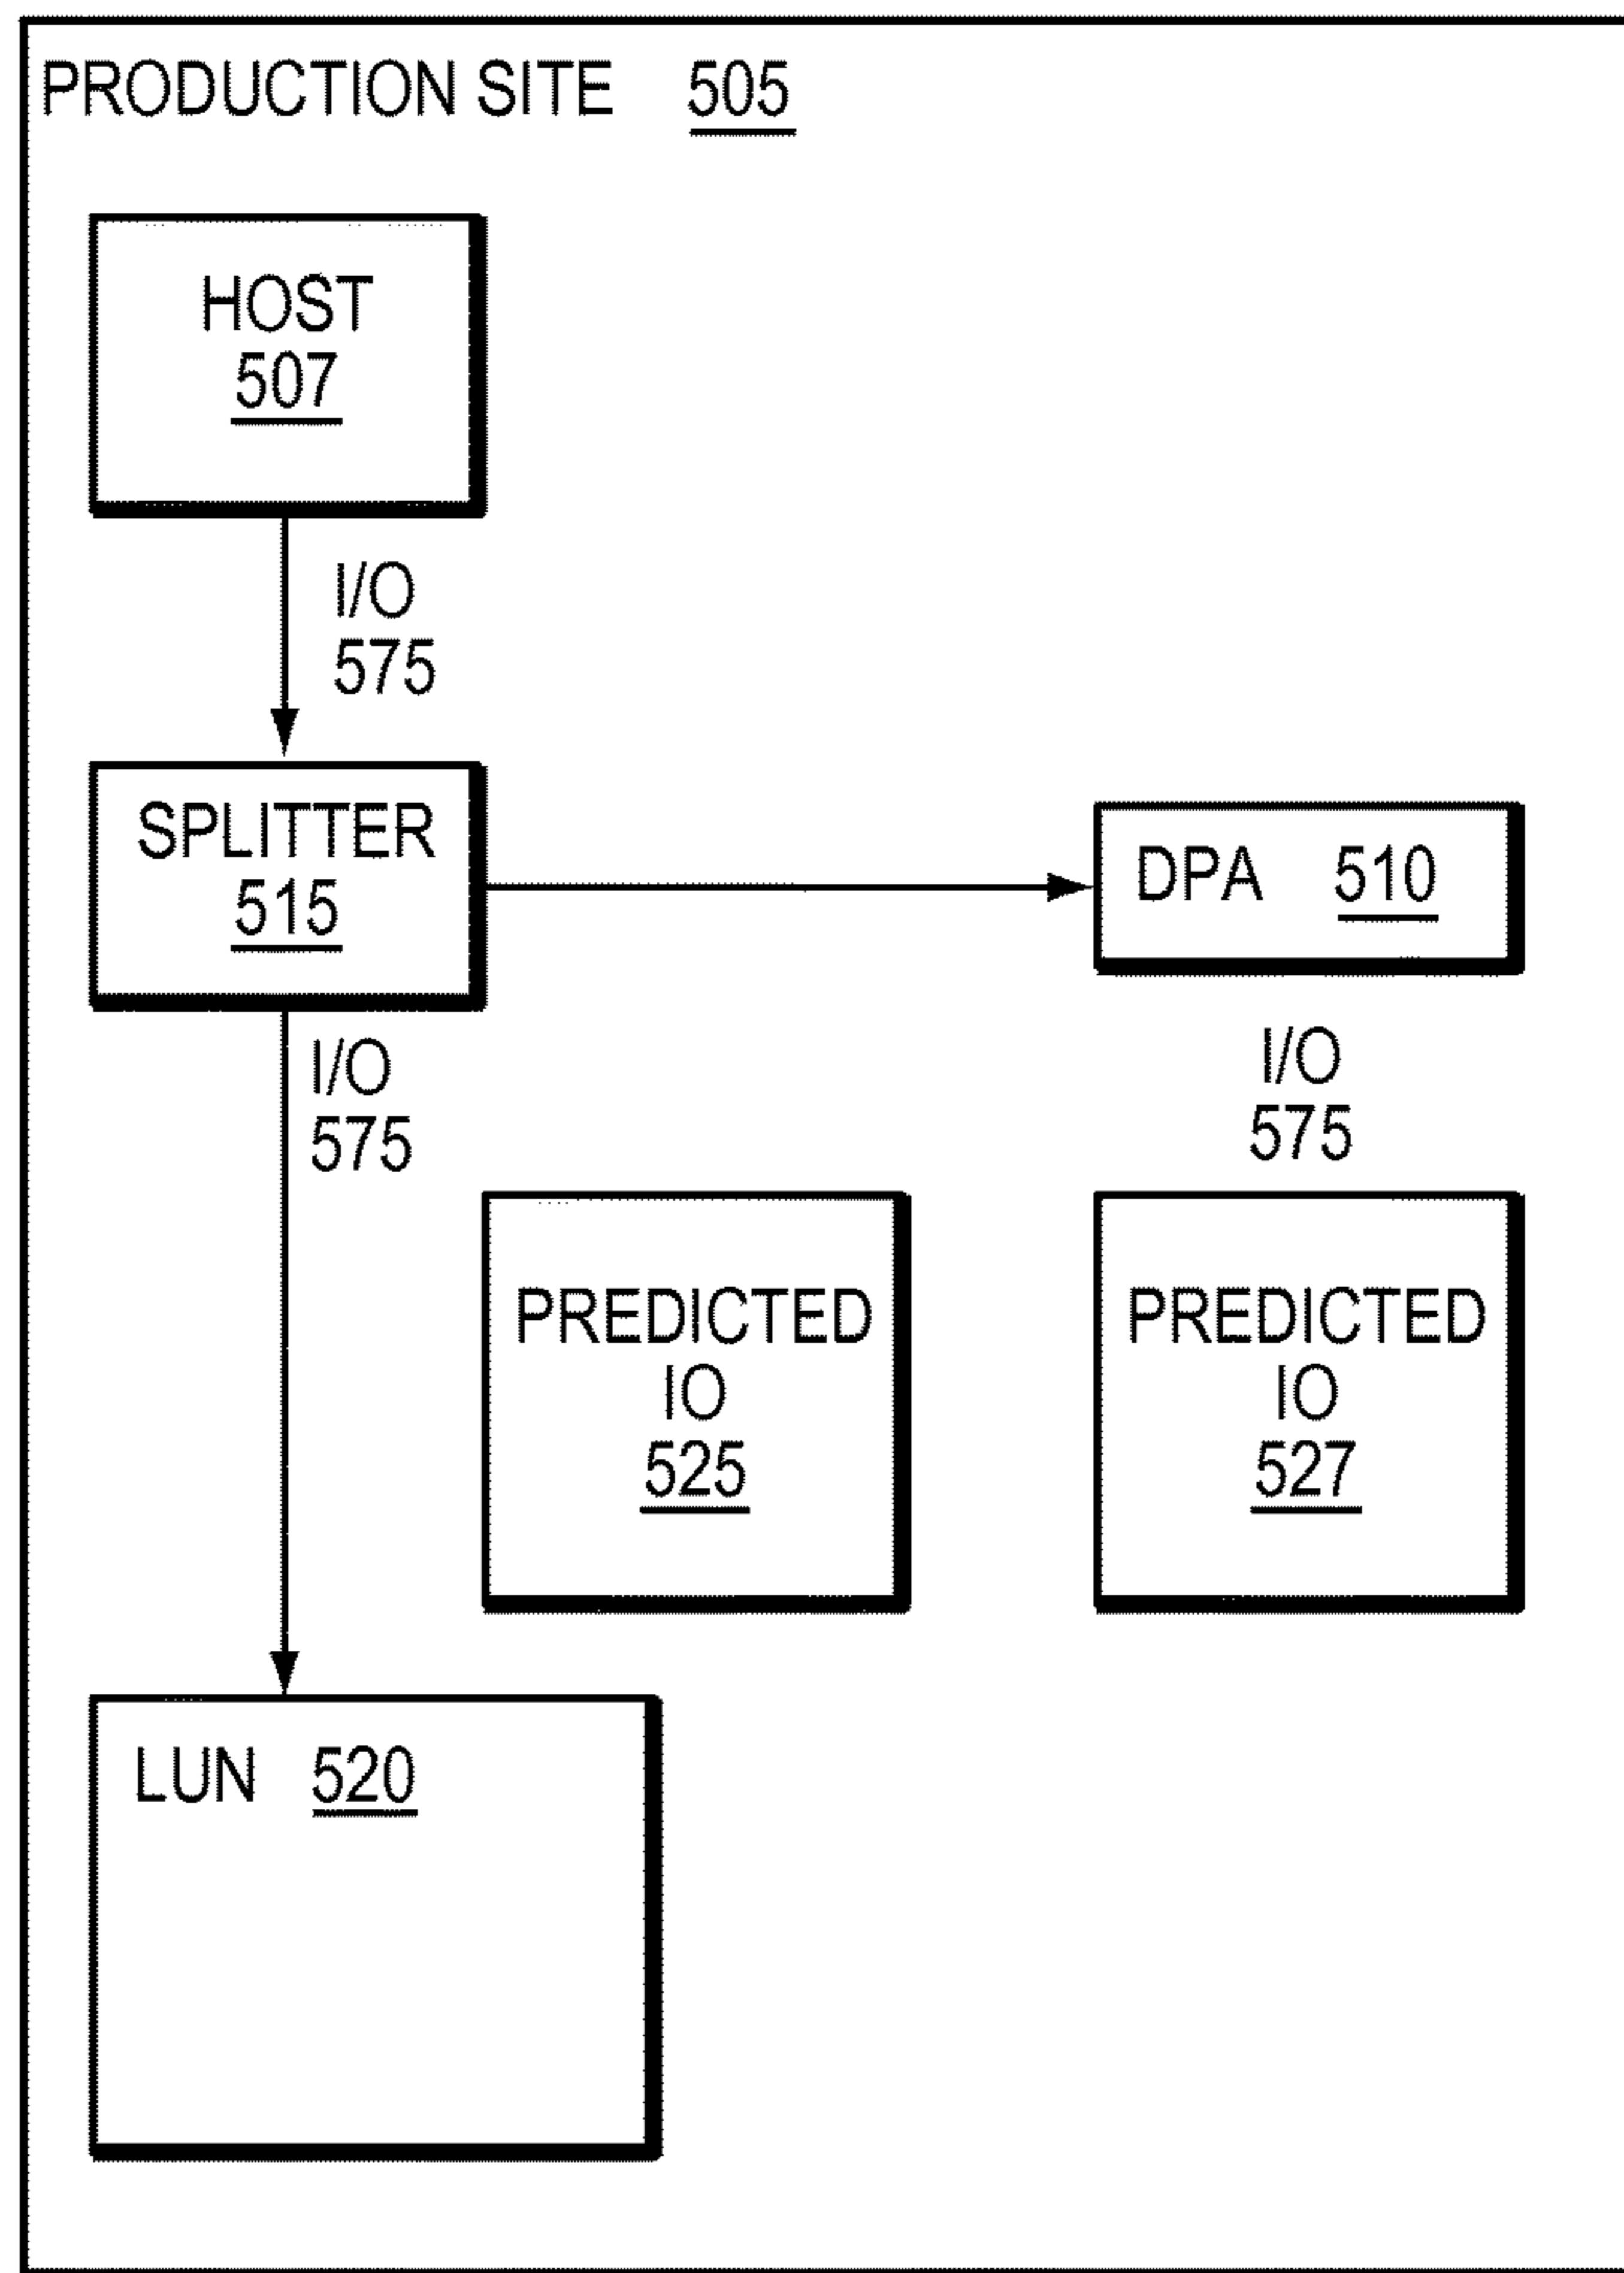 PRODUCTION SITE 505
HOST
507
I/O
575
SPLITTER
515
DPA 510
I/O
575
I/O
575
PREDICTED
IO
525
PREDICTED
IO
527
LUN 520